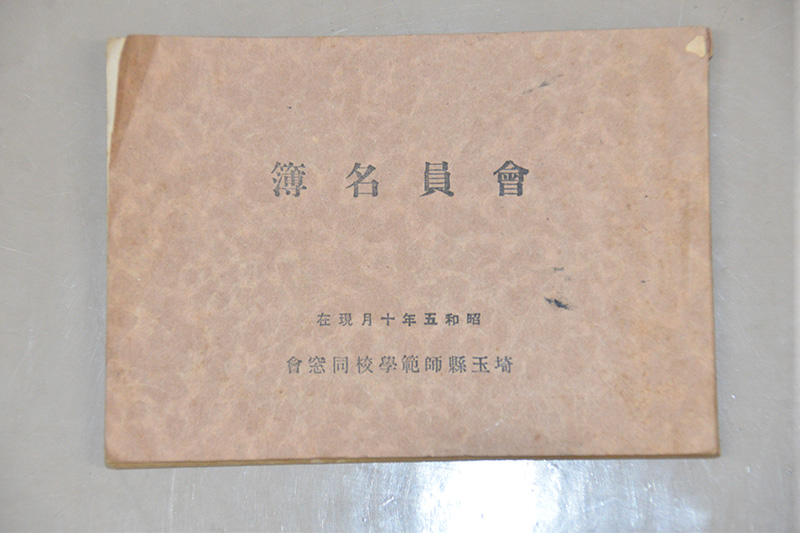 會員名簿
昭和五年十月現在
埼玉縣師範學校同窓會